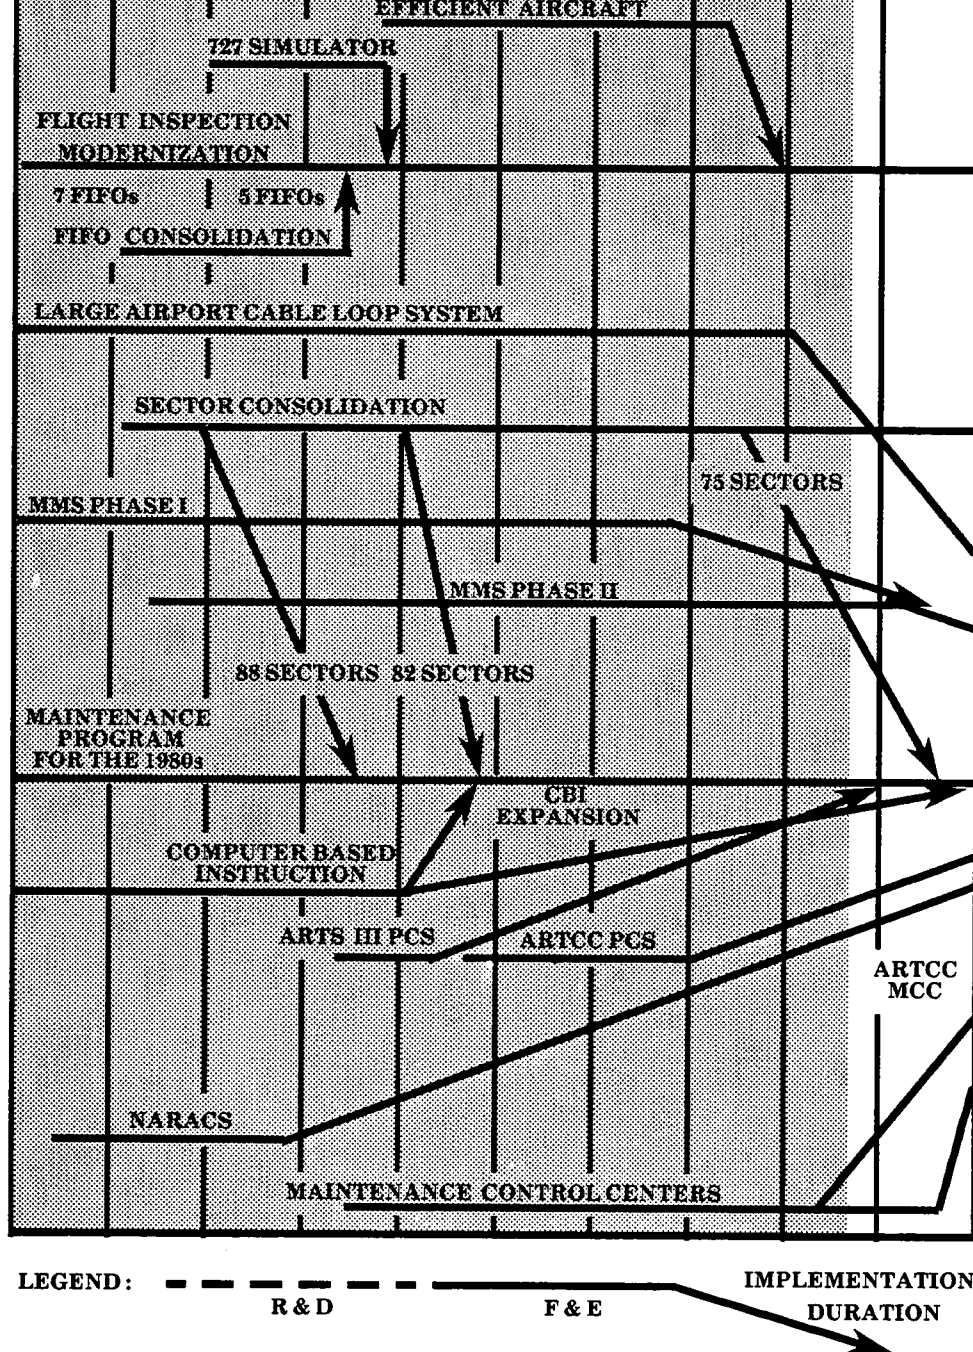 EFFICIENT AIRCRAFT
727 SIMULATOR
FLIGHT INSPECTION
MODERNIZATION
7 FIFOs 5 FIFOs
FIFO CONSOLIDATION
LARGE AIRPORT CABLE LOOP SYSTEM
SECTOR CONSOLIDATION
75 SECTORS
MMS PHASE I
MMS PHASE II
88 SECTORS 82 SECTORS
MAINTENANCE
PROGRAM
FOR THE 1980s
CBI
EXPANSION
COMPUTER BASED
INSTRUCTION
ARTS III PCS ARTCC PCS
ARTCC
MCC
NARACS
MAINTENANCE CONTROL CENTERS
LEGEND:
R & D
F & E
IMPLEMENTATION
DURATION